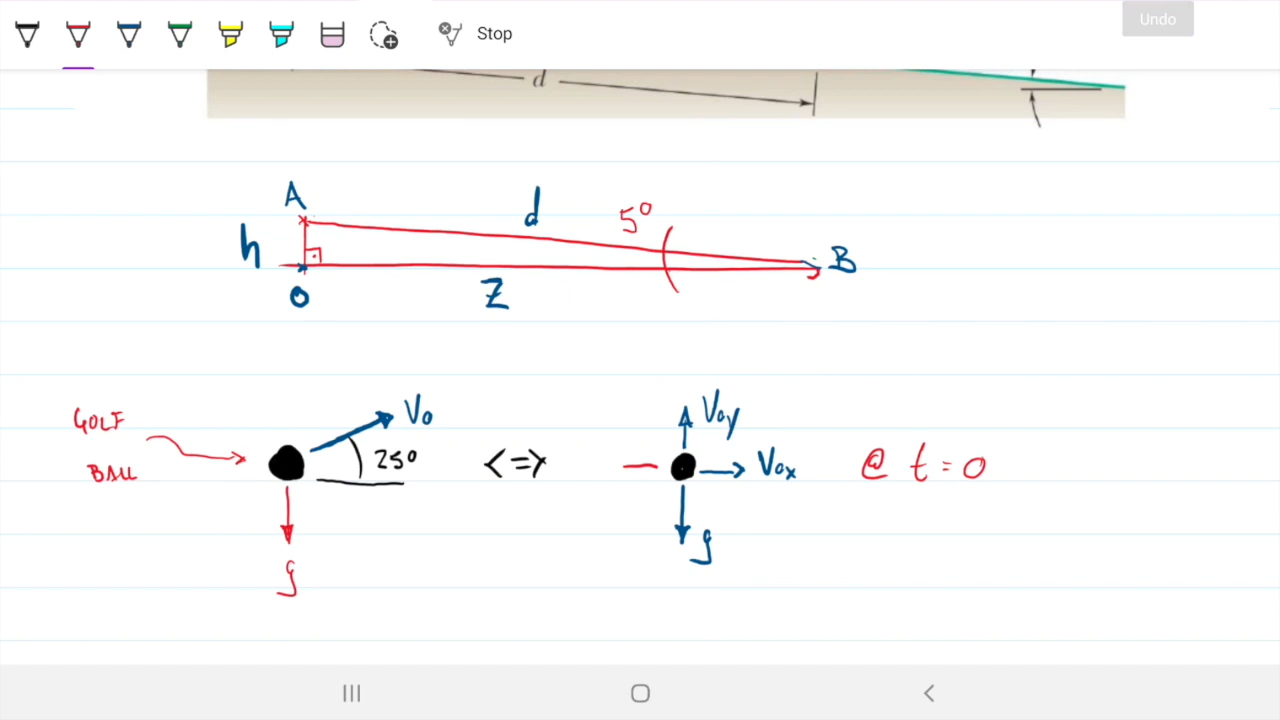 Stop
Undo
d
A
d
5°
h
B
O
Z
GOLF
BALL
V0
25°
<=>
V0y
V0x
@ t = 0
g
g